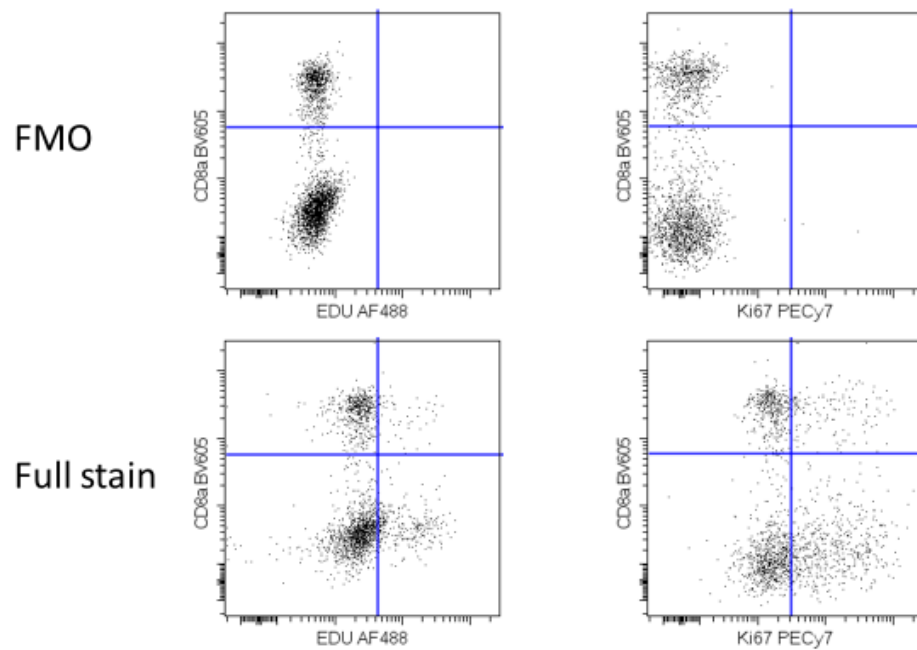 FMO
CD8a BV605
EDU AF488
CD8a BV605
Ki67 PECy7
Full stain
CD8a BV605
EDU AF488
CD8a BV605
Ki67 PECy7